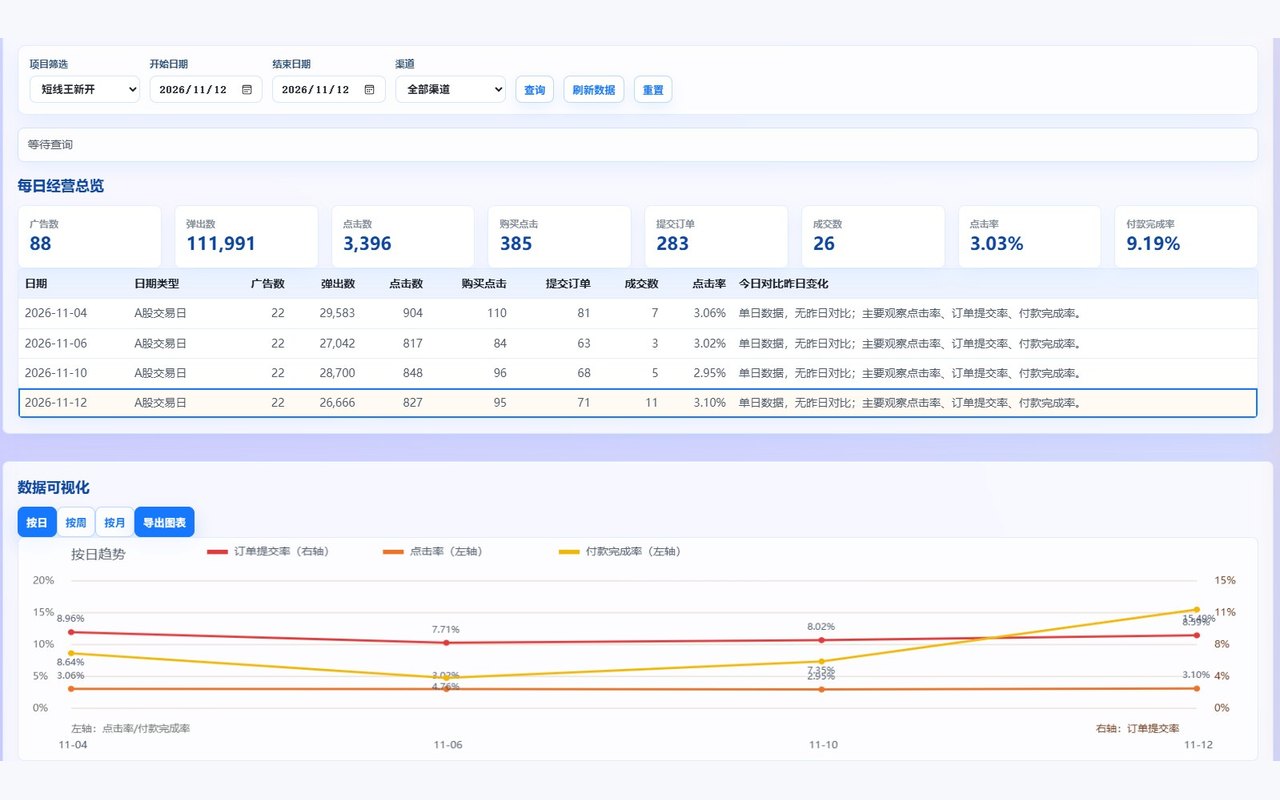 项目筛选 开始日期 结束日期 渠道
短线王新开 2026/11/12 2026/11/12 全部渠道 查询 刷新数据 重置
等待查询
每日经营总览
广告数 弹出数 点击数 购买点击 提交订单 成交数 点击率 付款完成率
88 111,991 3,396 385 283 26 3.03% 9.19%
日期 日期类型 广告数 弹出数 点击数 购买点击 提交订单 成交数 点击率 今日对比昨日变化
2026-11-04 A股交易日 22 29,583 904 110 81 7 3.06% 单日数据，无昨日对比；主要观察点击率、订单提交率、付款完成率。
2026-11-06 A股交易日 22 27,042 817 84 63 3 3.02% 单日数据，无昨日对比；主要观察点击率、订单提交率、付款完成率。
2026-11-10 A股交易日 22 28,700 848 96 68 5 2.95% 单日数据，无昨日对比；主要观察点击率、订单提交率、付款完成率。
2026-11-12 A股交易日 22 26,666 827 95 71 11 3.10% 单日数据，无昨日对比；主要观察点击率、订单提交率、付款完成率。
数据可视化
按日 按周 按月 导出图表
按日趋势 订单提交率（右轴） 点击率（左轴） 付款完成率（左轴）
20% 15%
15% 8.96% 7.71% 8.02% 15.49% 8.59% 11%
10% 8%
8.64% 7.35%
5% 3.06% 3.02% 2.95% 3.10% 4%
4.76%
0% 0%
左轴：点击率/付款完成率 右轴：订单提交率
11-04 11-06 11-10 11-12